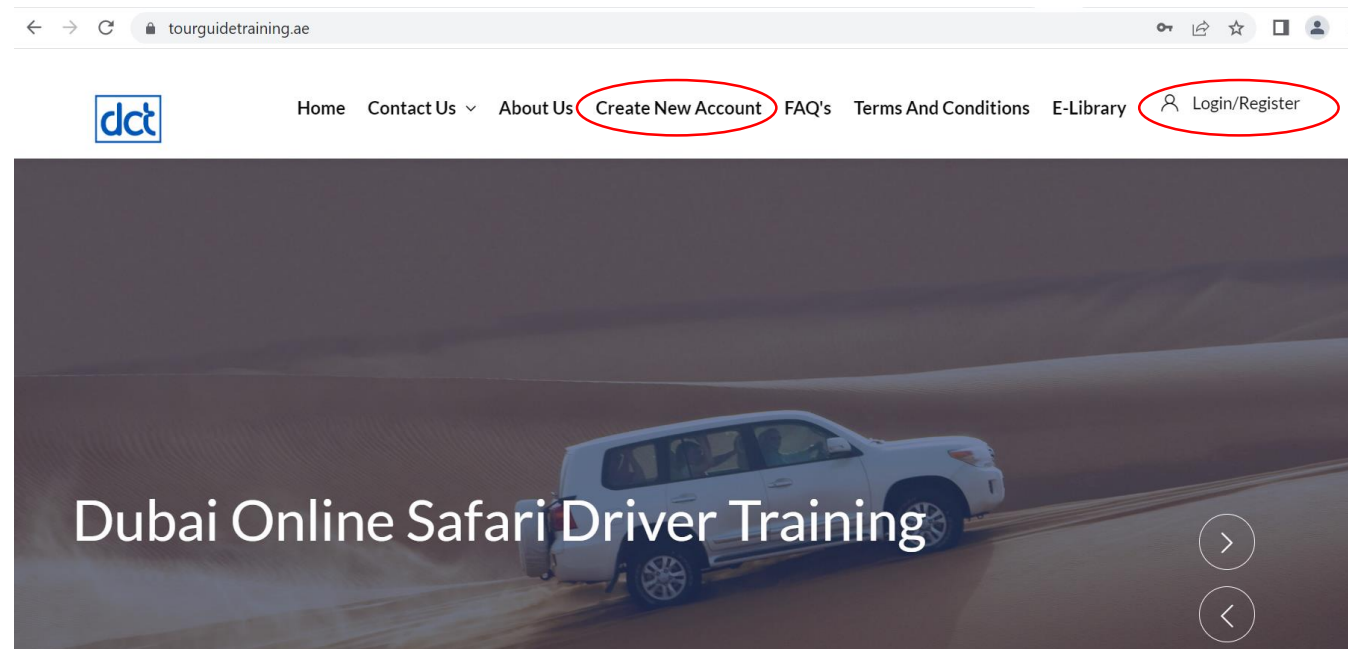 tourguidetraining.ae
dct
Home Contact Us About Us Create New Account FAQ's Terms And Conditions E-Library Login/Register
Dubai Online Safari Driver Training